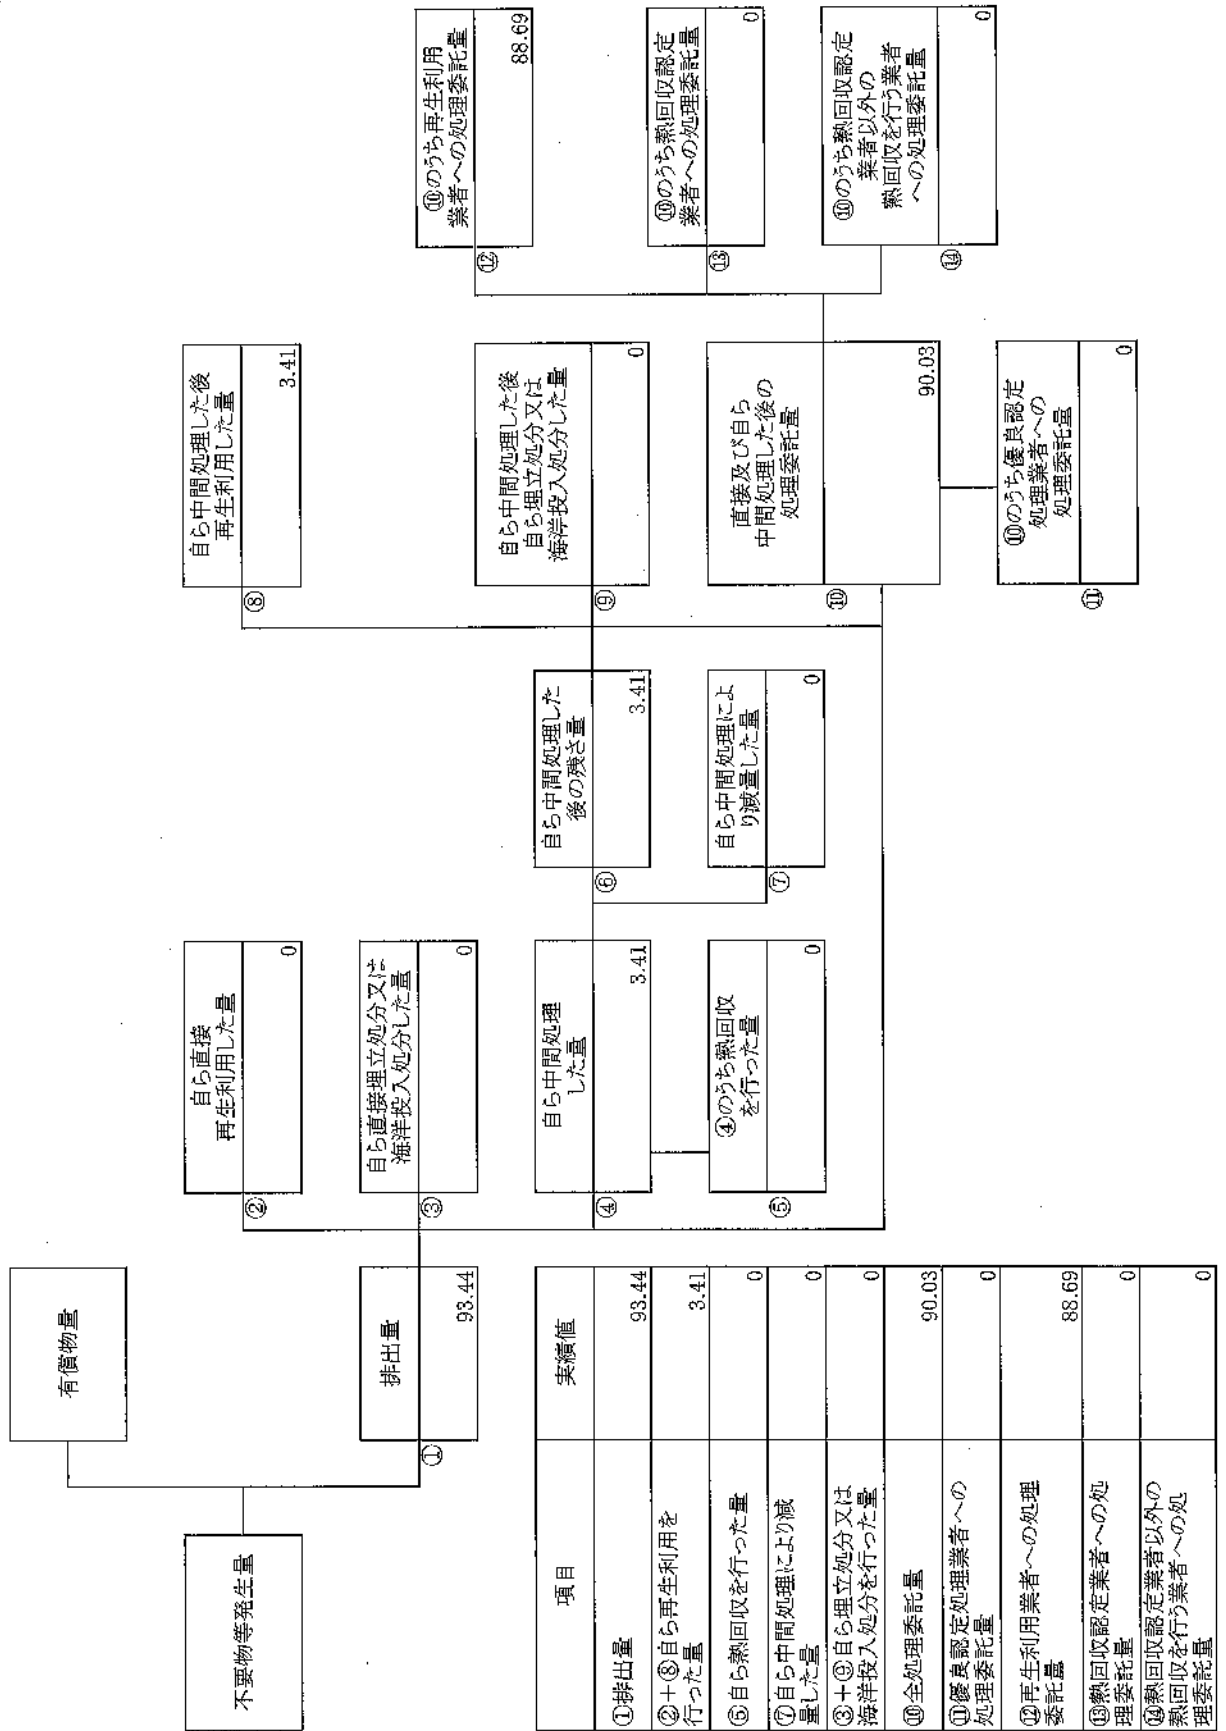 有償物量
不要物等発生量
①
排出量
93.44
②
自ら直接
再生利用した量
0
③
自ら直接埋立処分又は
海洋投入処分した量
0
④
自ら中間処理
した量
3.41
⑤
④のうち熱回収
を行った量
0
⑥
自ら中間処理した
後の残さ量
3.41
⑦
自ら中間処理によ
り減量した量
0
⑧
自ら中間処理した後
再生利用した量
3.41
⑨
自ら中間処理した後
自ら埋立処分又は
海洋投入処分した量
0
⑩
直接及び自ら
中間処理した後の
処理委託量
90.03
⑪
⑩のうち優良認定
処理業者への
処理委託量
0
⑫
⑩のうち再生利用
業者への処理委託量
88.69
⑬
⑩のうち熱回収認定
業者への処理委託量
0
⑭
⑩のうち熱回収認定
業者以外の
熱回収を行う業者
への処理委託量
0
項目 実績値
①排出量 93.44
②+⑧自ら再生利用を
行った量 3.41
⑤自ら熱回収を行った量 0
⑦自ら中間処理により減
量した量 0
③+⑨自ら埋立処分又は
海洋投入処分を行った量 0
⑩全処理委託量 90.03
⑪優良認定処理業者への
処理委託量 0
⑫再生利用業者への処理
委託量 88.69
⑬熱回収認定業者への処
理委託量 0
⑭熱回収認定業者以外の
熱回収を行う業者への処
理委託量 0